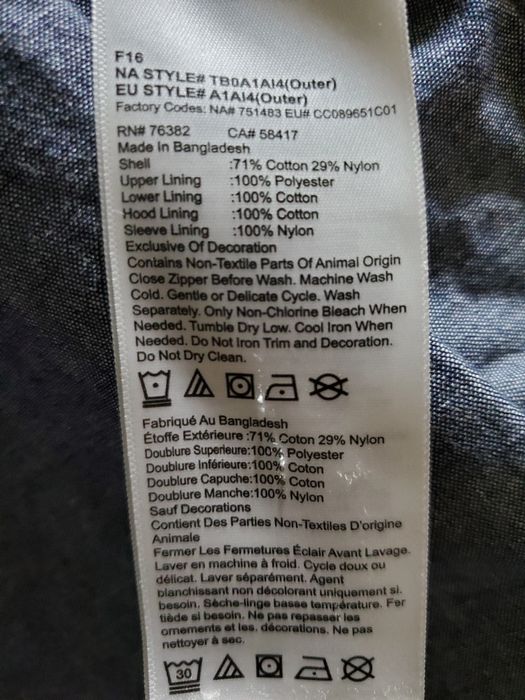 F16
NA STYLE# TB0A1AI4(Outer)
EU STYLE# A1AI4(Outer)
Factory Codes: NA# 751483 EU# CC089651C01
RN# 76382 CA# 58417
Made In Bangladesh
Shell :71% Cotton 29% Nylon
Upper Lining :100% Polyester
Lower Lining :100% Cotton
Hood Lining :100% Cotton
Sleeve Lining :100% Nylon
Exclusive Of Decoration
Contains Non-Textile Parts Of Animal Origin
Close Zipper Before Wash. Machine Wash
Cold. Gentle or Delicate Cycle. Wash
Separately. Only Non-Chlorine Bleach When
Needed. Tumble Dry Low. Cool Iron When
Needed. Do Not Iron Trim and Decoration.
Do Not Dry Clean.
Fabriqué Au Bangladesh
Étoffe Extérieure :71% Coton 29% Nylon
Doublure Superieure:100% Polyester
Doublure Inférieure:100% Coton
Doublure Capuche:100% Coton
Doublure Manche:100% Nylon
Sauf Decorations
Contient Des Parties Non-Textiles D'origine
Animale
Fermer Les Fermetures Éclair Avant Lavage.
Laver en machine à froid. Cycle doux ou
délicat. Laver séparément. Agent
blanchissant non décolorant uniquement si.
besoin. Sèche-linge basse température. Fer
tiède si besoin. Ne pas repasser les
ornements et les. décorations. Ne pas
nettoyer à sec.
30